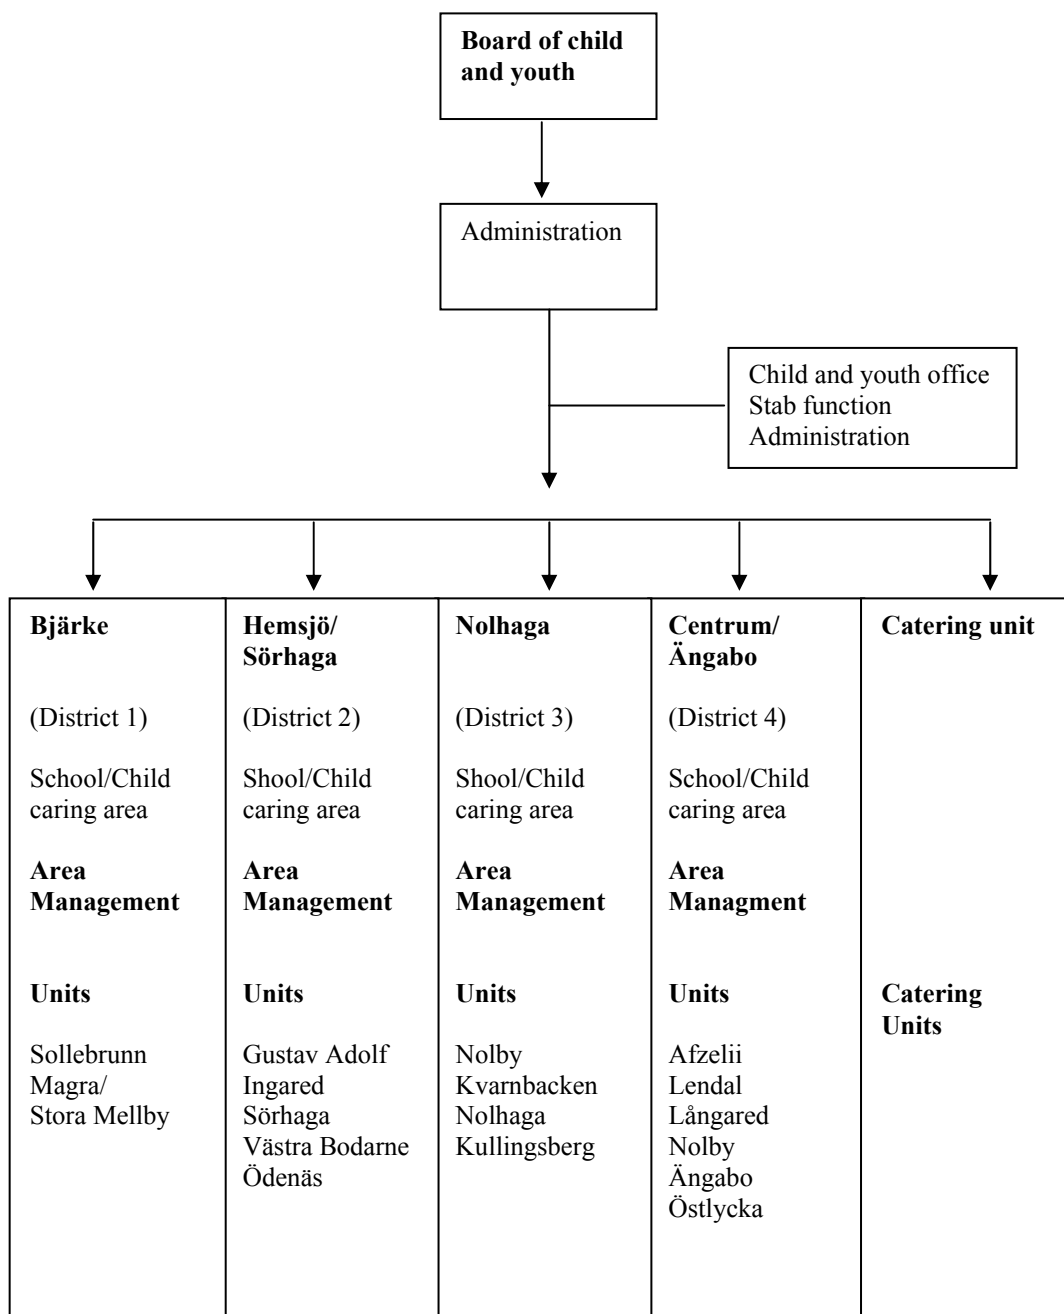 Board of child
and youth
Administration
Child and youth office
Stab function
Administration
Bjärke
(District 1)
School/Child
caring area
Area
Management
Units
Sollebrunn
Magra/
Stora Mellby
Hemsjö/
Sörhaga
(District 2)
Shool/Child
caring area
Area
Management
Units
Gustav Adolf
Ingared
Sörhaga
Västra Bodarne
Ödenäs
Nolhaga
(District 3)
Shool/Child
caring area
Area
Management
Units
Nolby
Kvarnbacken
Nolhaga
Kullingsberg
Centrum/
Ängabo
(District 4)
School/Child
caring area
Area
Managment
Units
Afzelii
Lendal
Långared
Nolby
Ängabo
Östlycka
Catering unit
Catering
Units